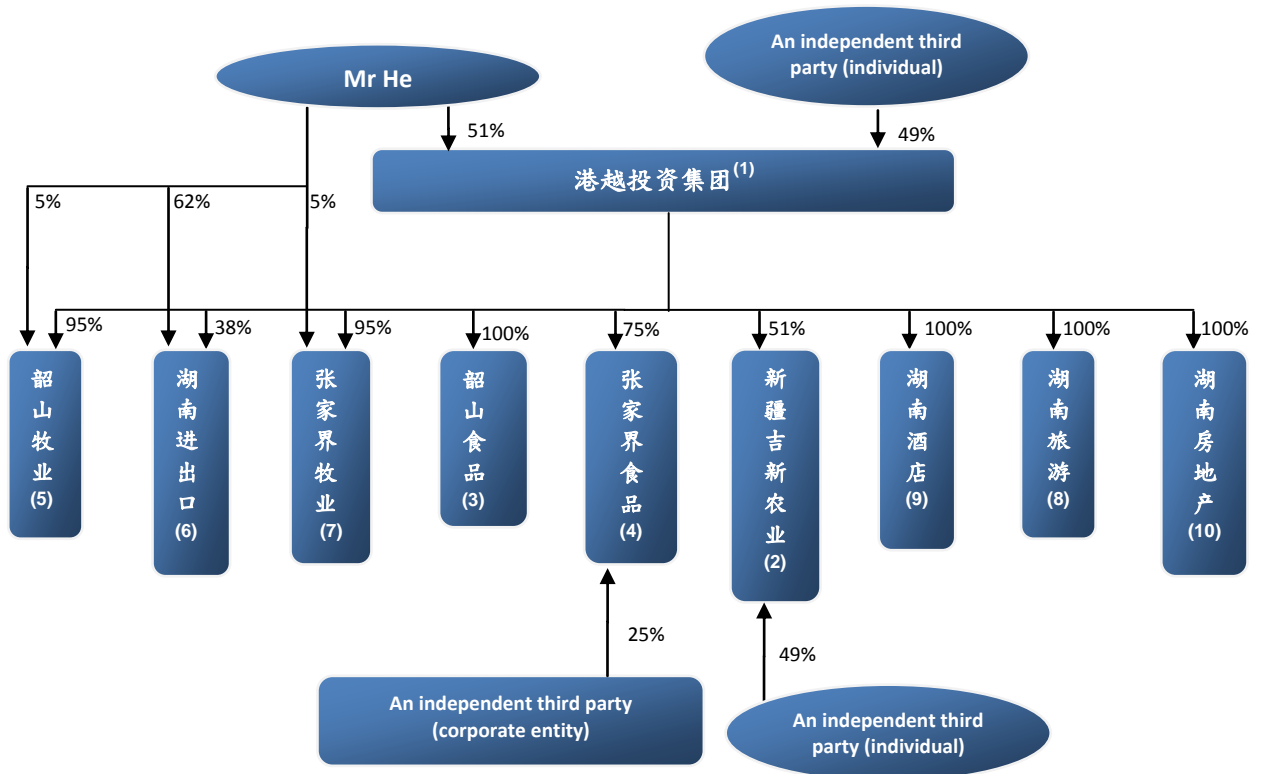 An independent third
party (individual)
Mr He
51%
49%
港越投资集团(1)
5%
62%
5%
95%
38%
95%
100%
75%
51%
100%
100%
100%
韶山牧业(5)
湖南进出口(6)
张家界牧业(7)
韶山食品(3)
张家界食品(4)
新疆吉新农业(2)
湖南酒店(9)
湖南旅游(8)
湖南房地产(10)
25%
49%
An independent third party
(corporate entity)
An independent third
party (individual)